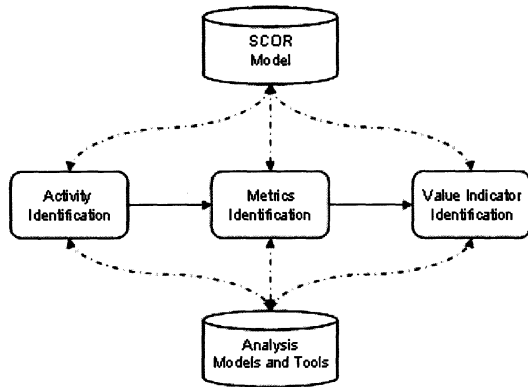 SCOR
Model
Activity
Identification
Metrics
Identification
Value Indicator
Identification
Analysis
Models and Tools